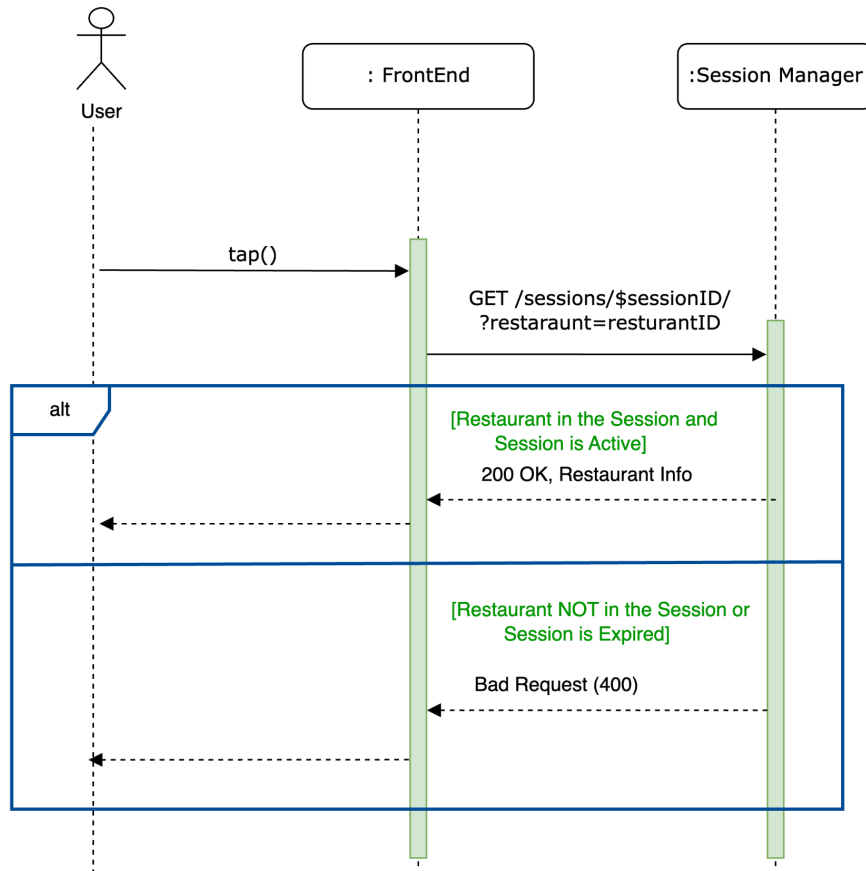 User
: FrontEnd
:Session Manager
tap()
GET /sessions/$sessionID/
?restaraunt=resturantID
alt
[Restaurant in the Session and
Session is Active]
200 OK, Restaurant Info
[Restaurant NOT in the Session or
Session is Expired]
Bad Request (400)